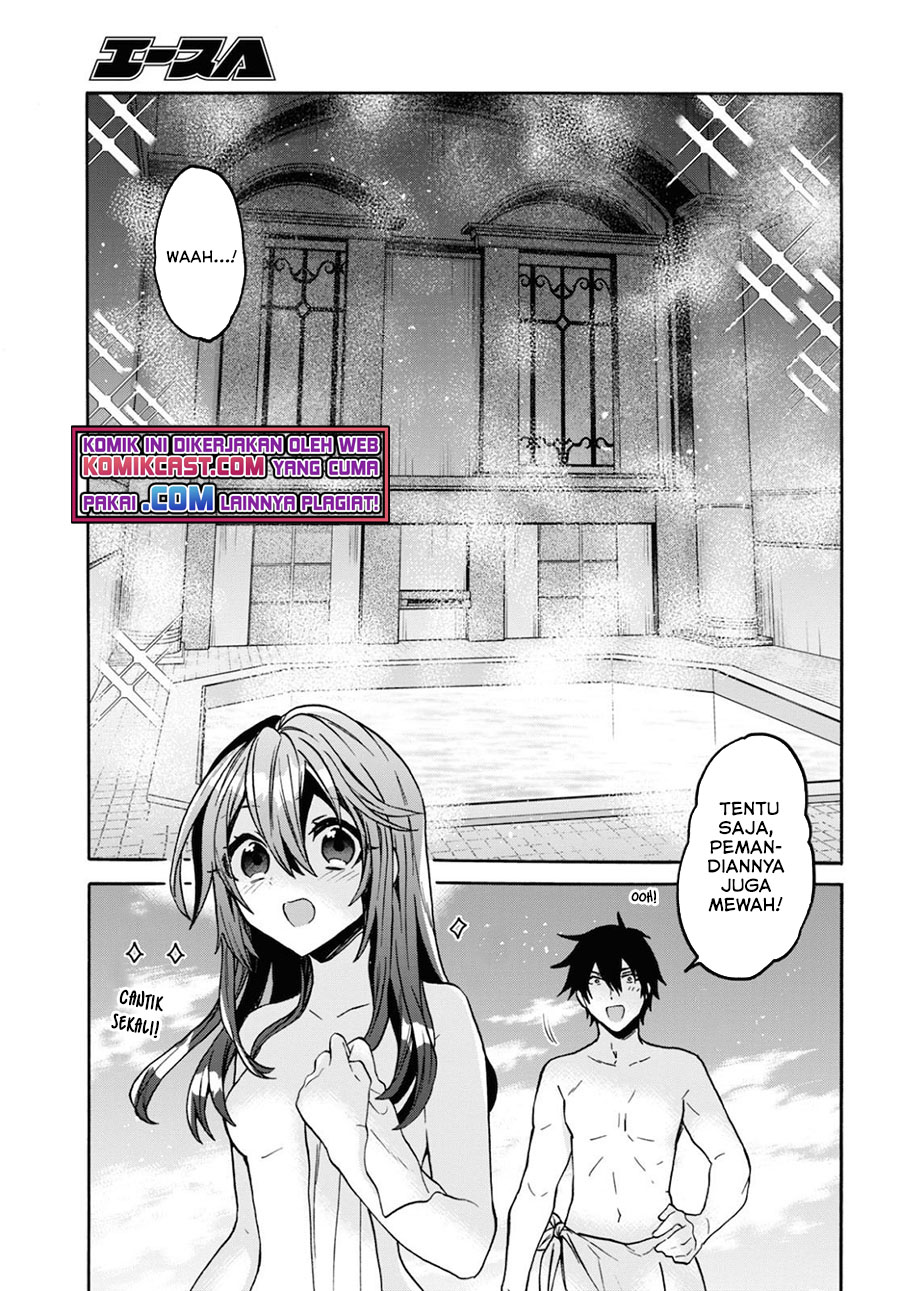 エースA
WAAH...!
KOMIK INI DIKERJAKAN OLEH WEB
KOMIKCAST.COM YANG CUMA
PAKAI .COM LAINNYA PLAGIAT!
TENTU
SAJA,
PEMAN-
DIANNYA
JUGA
MEWAH!
OOH!
CANTIK
SEKALI!